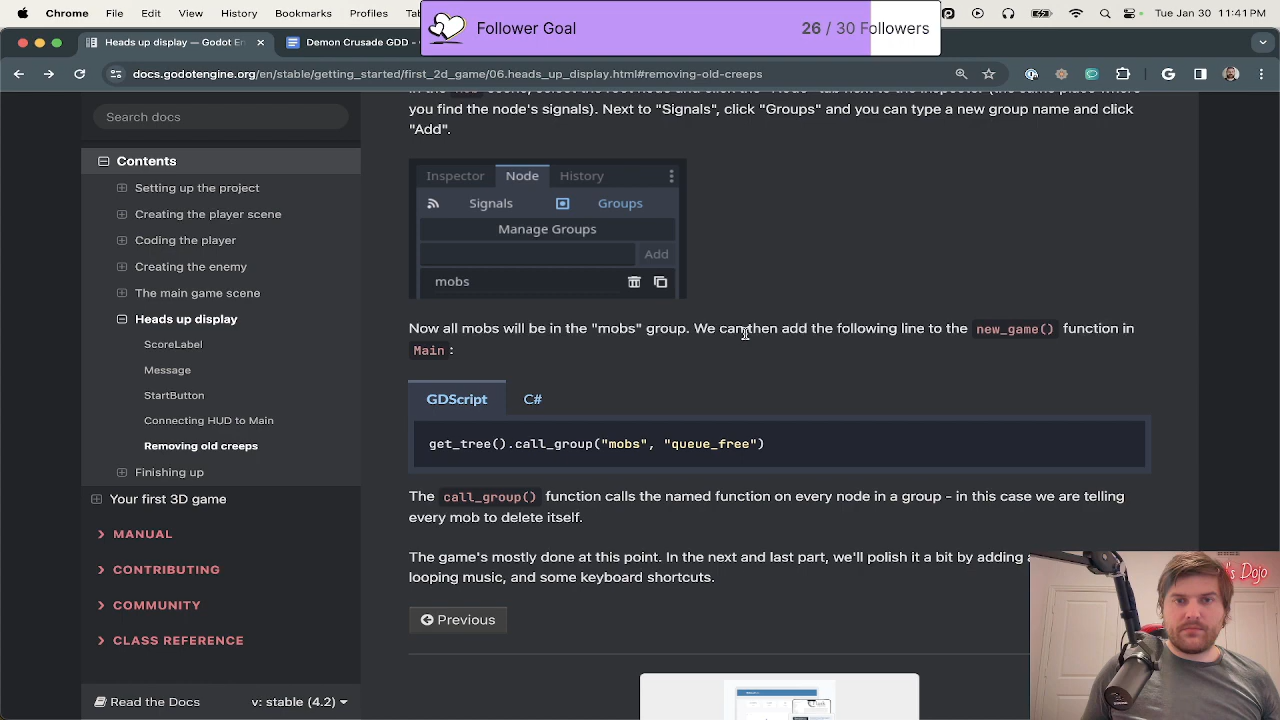 Chrome
History
Bookmarks
Profiles
Tue Dec 30 11:41 PM
Follower Goal
26 / 30 Followers
Heads up display — Godot En
Demon Crusade GDD -
docs.godotengine.org/en/stable/getting_started/first_2d_game/06.heads_up_display.html#removing-old-creeps
Search docs
Contents
Setting up the project
Creating the player scene
Coding the player
Creating the enemy
The main game scene
Heads up display
ScoreLabel
Message
StartButton
Connecting HUD to Main
Removing old creeps
Finishing up
Your first 3D game
MANUAL
CONTRIBUTING
COMMUNITY
CLASS REFERENCE
Read the Docs
v: stable (4.2)
you find the node's signals). Next to "Signals", click "Groups" and you can type a new group name and click
"Add".
Inspector Node History
Signals Groups
Manage Groups
Add
mobs
Now all mobs will be in the "mobs" group. We can then add the following line to the new_game() function in
Main:
GDScript C#
get_tree().call_group("mobs", "queue_free")
The call_group() function calls the named function on every node in a group - in this case we are telling
every mob to delete itself.
The game's mostly done at this point. In the next and last part, we'll polish it a bit by adding a
looping music, and some keyboard shortcuts.
Previous
's Dojo